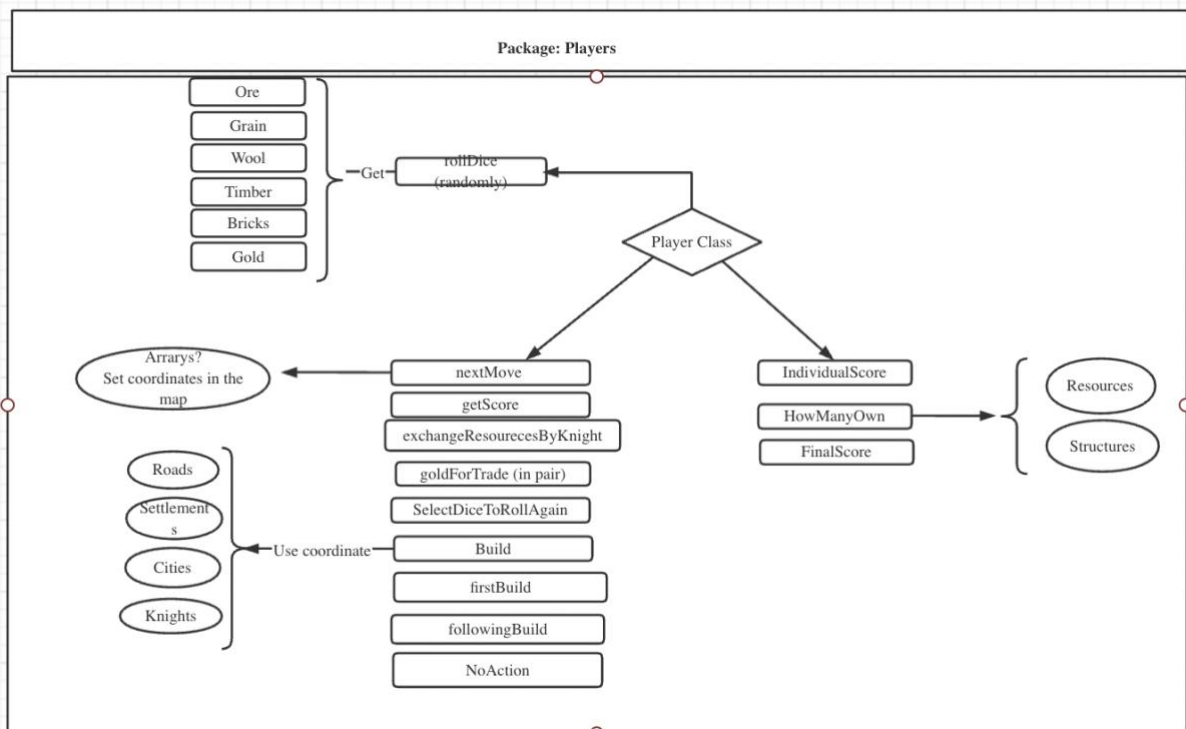 Package: Players
Ore
Grain
Wool
Timber
Bricks
Gold
Get
rollDice
(randomly)
Player Class
Arrarys?
Set coordinates in the
map
nextMove
getScore
exchangeResourecesByKnight
goldForTrade (in pair)
SelectDiceToRollAgain
Build
firstBuild
followingBuild
NoAction
Use coordinate
Roads
Settlement
s
Cities
Knights
IndividualScore
HowManyOwn
FinalScore
Resources
Structures